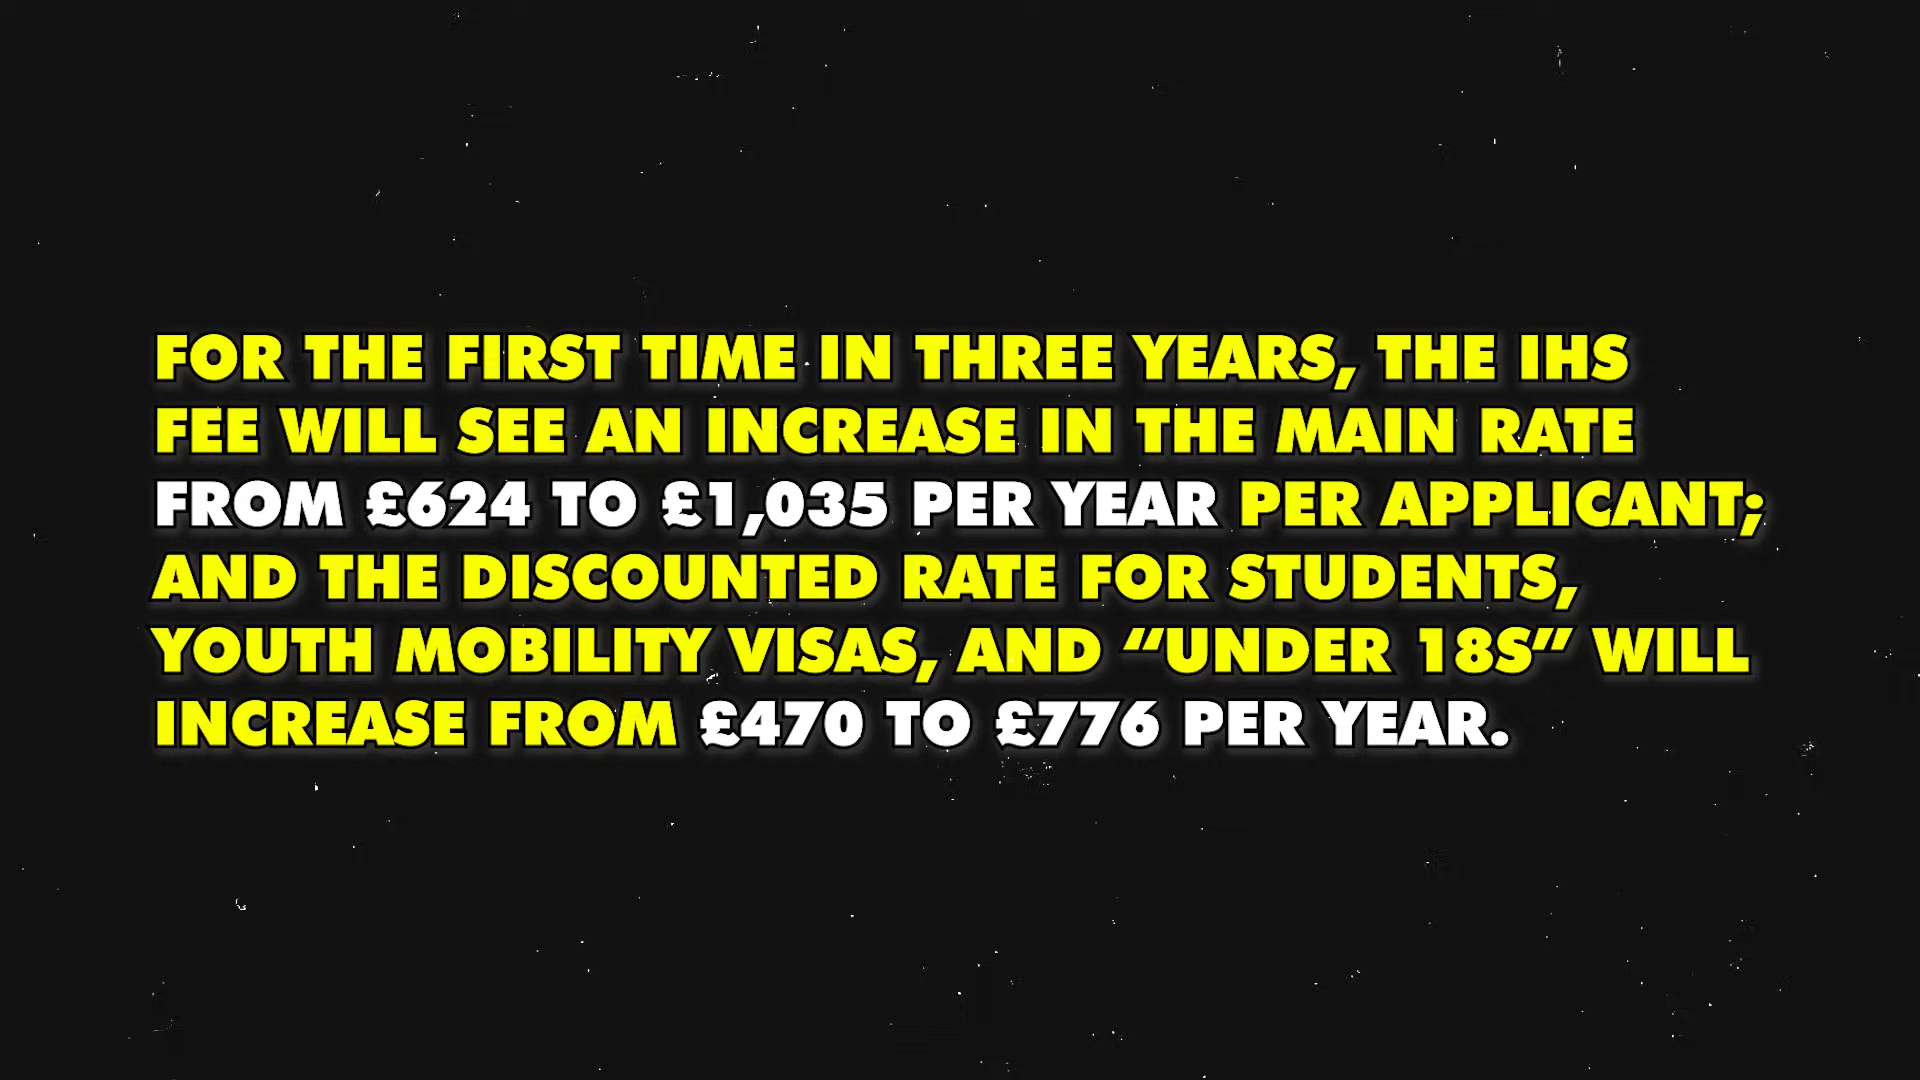 FOR THE FIRST TIME IN THREE YEARS, THE IHS
FEE WILL SEE AN INCREASE IN THE MAIN RATE
FROM £624 TO £1,035 PER YEAR PER APPLICANT;
AND THE DISCOUNTED RATE FOR STUDENTS,
YOUTH MOBILITY VISAS, AND “UNDER 18S” WILL
INCREASE FROM £470 TO £776 PER YEAR.